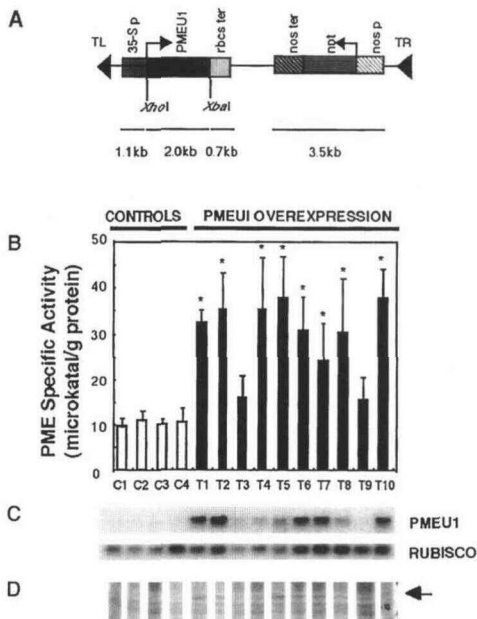 A
TL
35-S p
PMEU1
rbcs ter
nos ter
npt
nos p
TR
XhoI
XbaI
1.1kb
2.0kb
0.7kb
3.5kb
CONTROLS
PMEUI OVEREXPRESSION
B
PME Specific Activity
(microkatal/g protein)
50
40
30
20
10
0
* * * * * * * *
C1 C2 C3 C4 T1 T2 T3 T4 T5 T6 T7 T8 T9 T10
C
PMEU1
RUBISCO
D